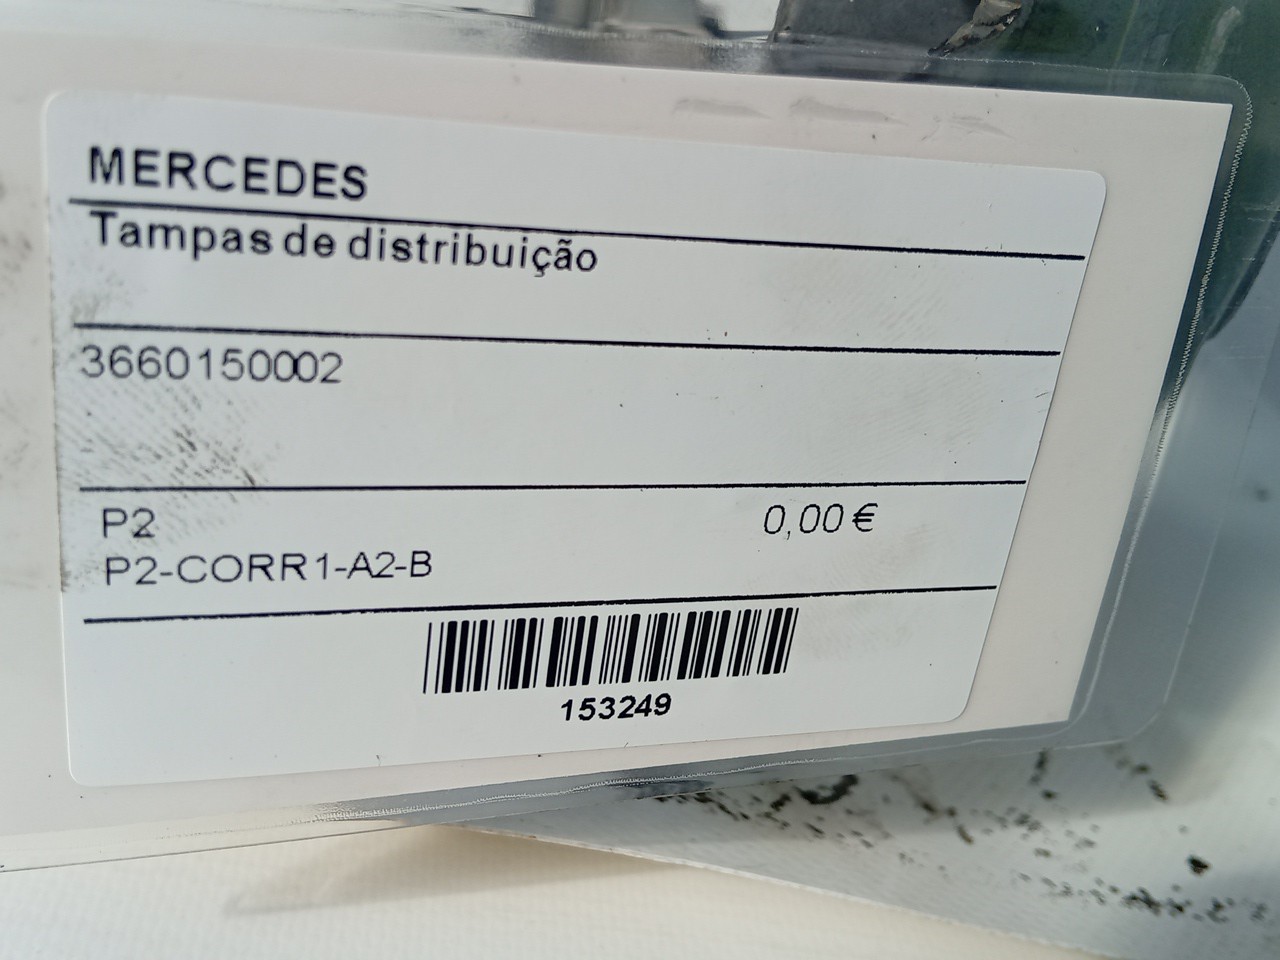 MERCEDES
Tampas de distribuição
3660150002
P2
0,00 €
P2-CORR1-A2-B
153249